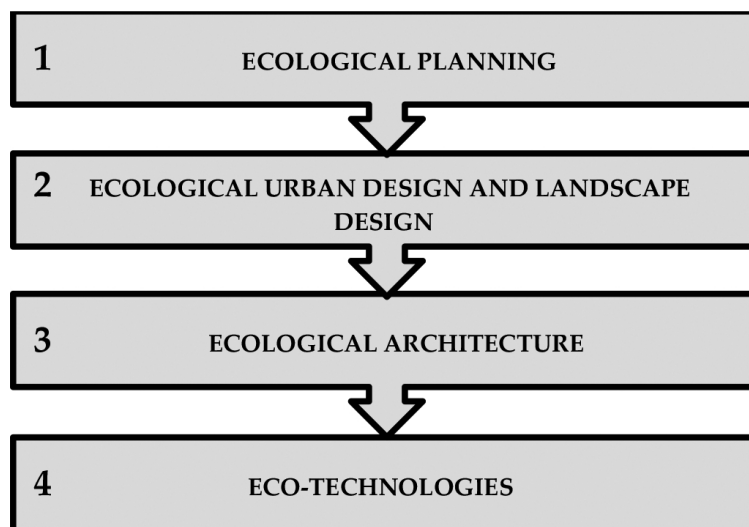 1 ECOLOGICAL PLANNING
2 ECOLOGICAL URBAN DESIGN AND LANDSCAPE
DESIGN
3 ECOLOGICAL ARCHITECTURE
4 ECO-TECHNOLOGIES